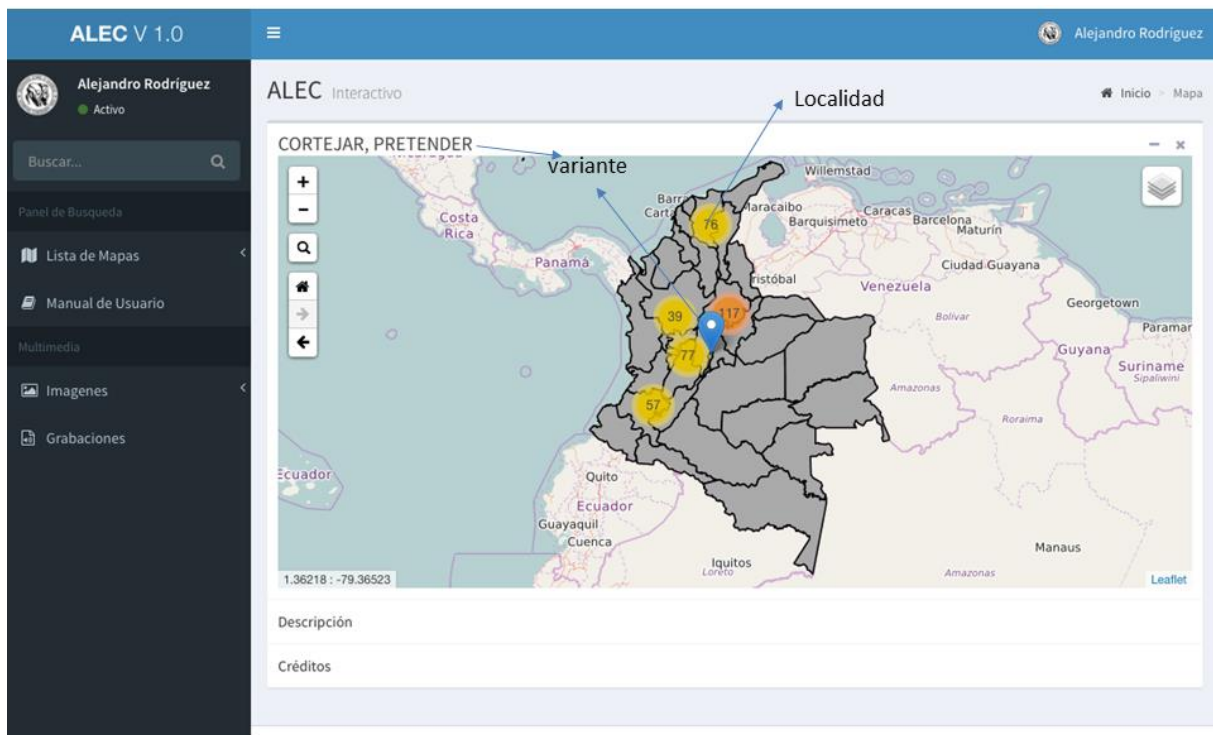 ALEC V 1.0
Alejandro Rodríguez
Alejandro Rodríguez
Activo
Buscar...
Panel de Busqueda
Lista de Mapas
Manual de Usuario
Multimedia
Imagenes
Grabaciones
ALEC Interactivo
Inicio > Mapa
CORTEJAR, PRETENDER
Localidad
variante
+
−
Willemstad
Costa
Rica
Panamá
Barr
Cart
Maracaibo
Barquisimeto
Caracas
Barcelona
Maturín
76
ristóbal
Ciudad Guayana
Venezuela
Bolívar
Georgetown
Paramar
Guyana
Suriname
Sipaliwini
39
117
77
57
Amazonas
Roraima
Ecuador
Quito
Ecuador
Guayaquil
Cuenca
Iquitos
Loreto
Amazonas
Manaus
1.36218 : -79.36523
Leaflet
Descripción
Créditos